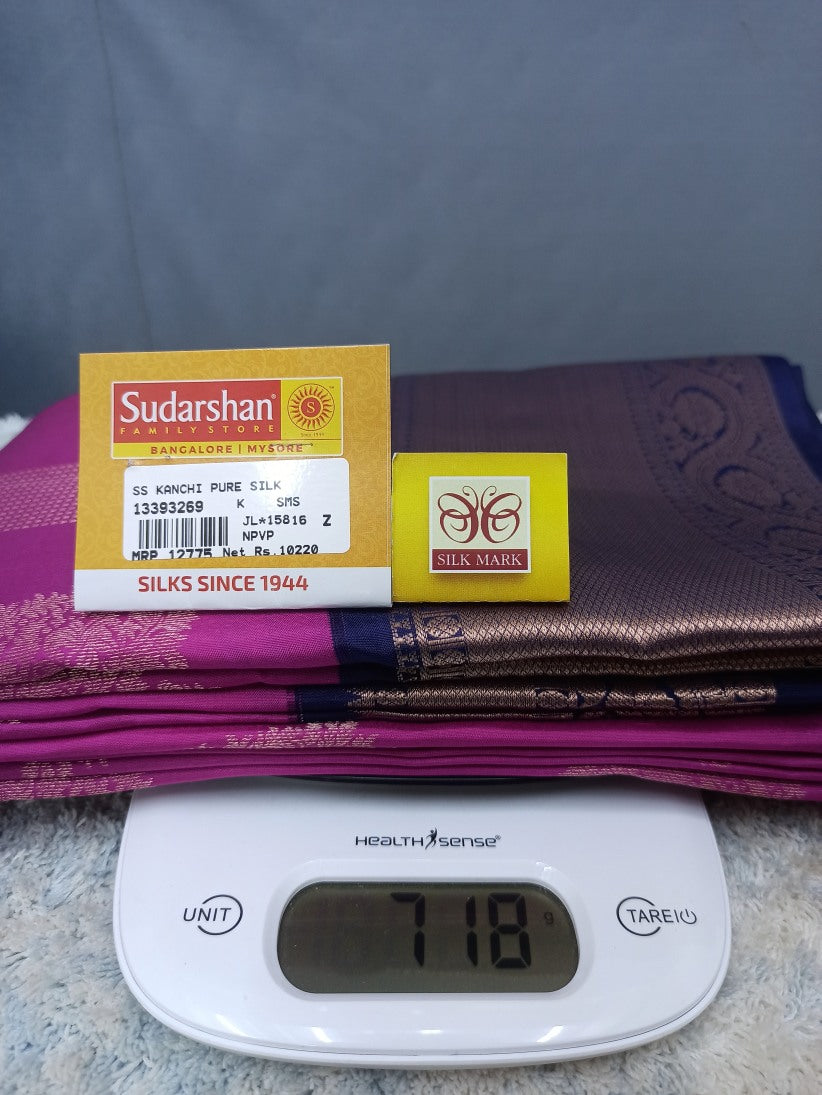 Sudarshan®
FAMILY STORE
S
Since 1944
BANGALORE | MYSORE
SS KANCHI PURE SILK
13393269 K SMS
JL*15816 Z
NPVP
MRP 12775 Net Rs.10220
SILKS SINCE 1944
SILK MARK
HEALTH SENSE®
UNIT
718 g
TARE